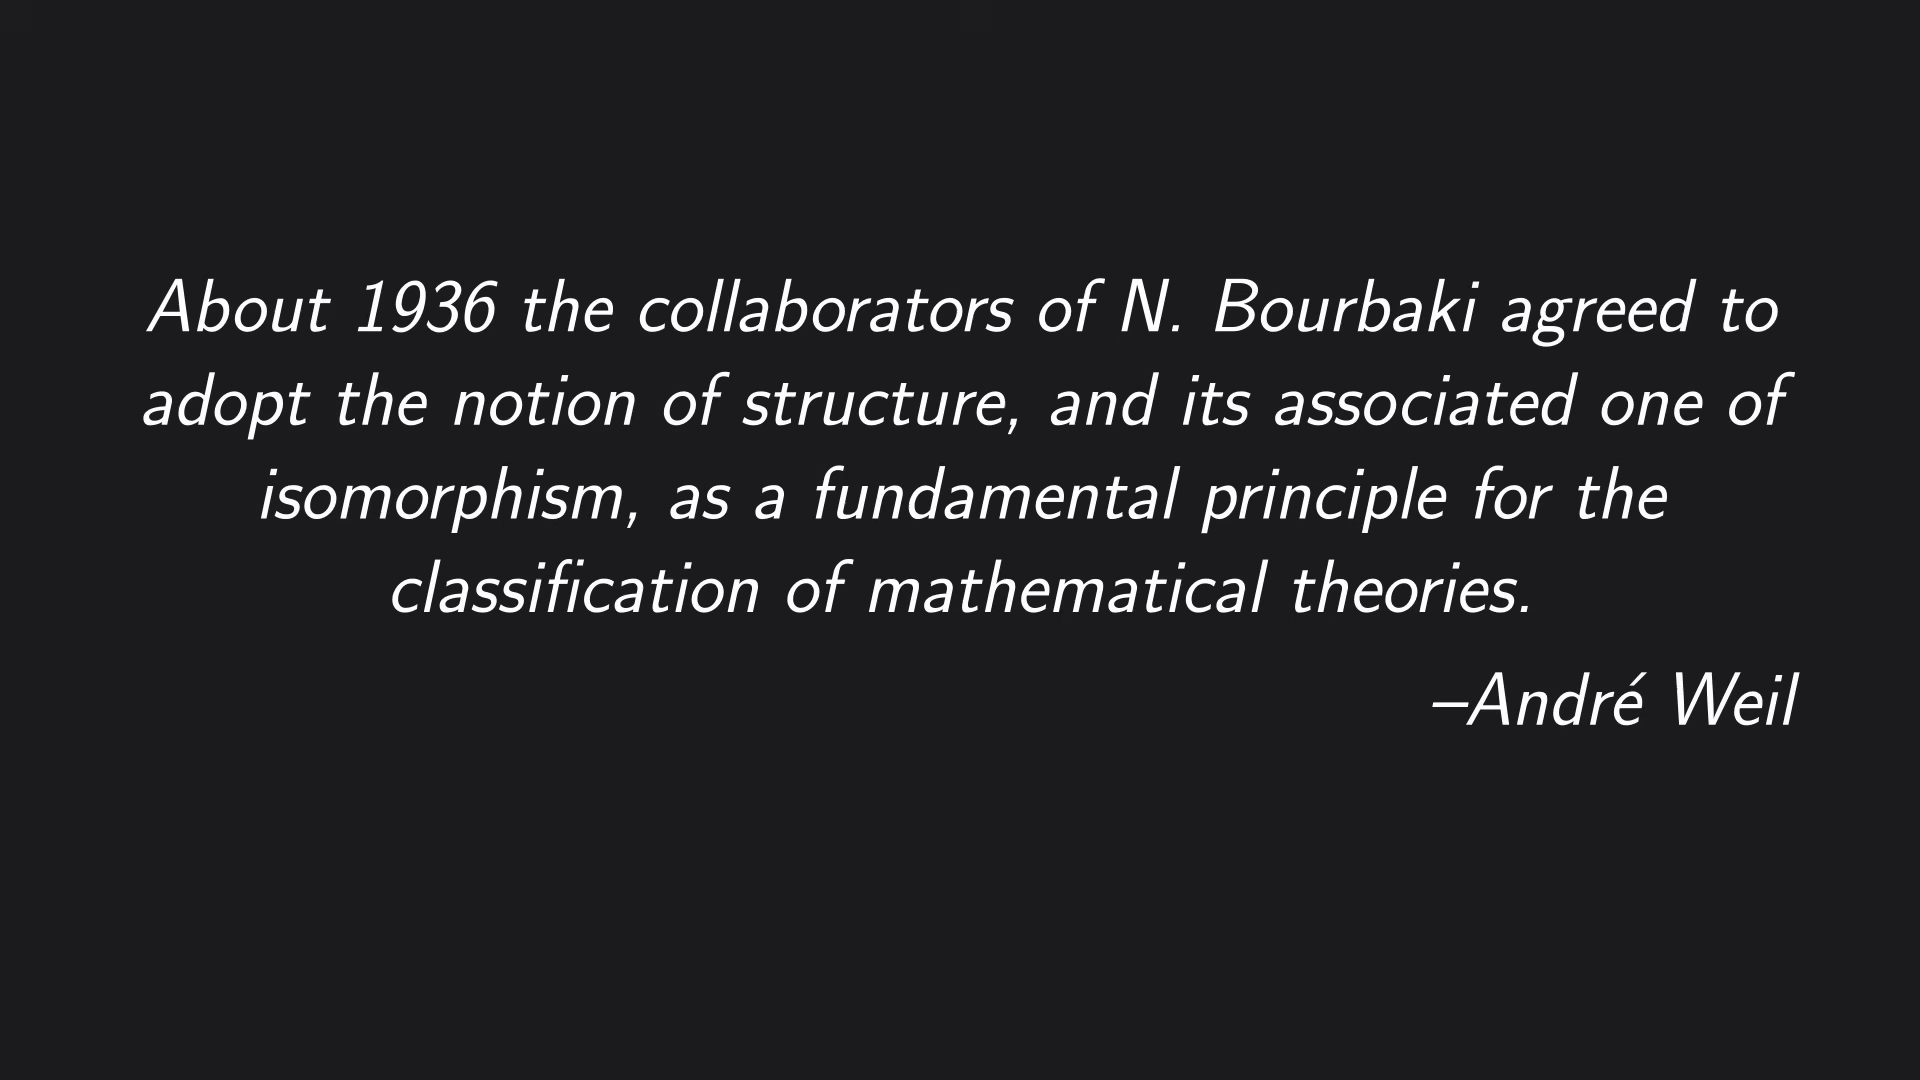 About 1936 the collaborators of N. Bourbaki agreed to
adopt the notion of structure, and its associated one of
isomorphism, as a fundamental principle for the
classification of mathematical theories.
–André Weil